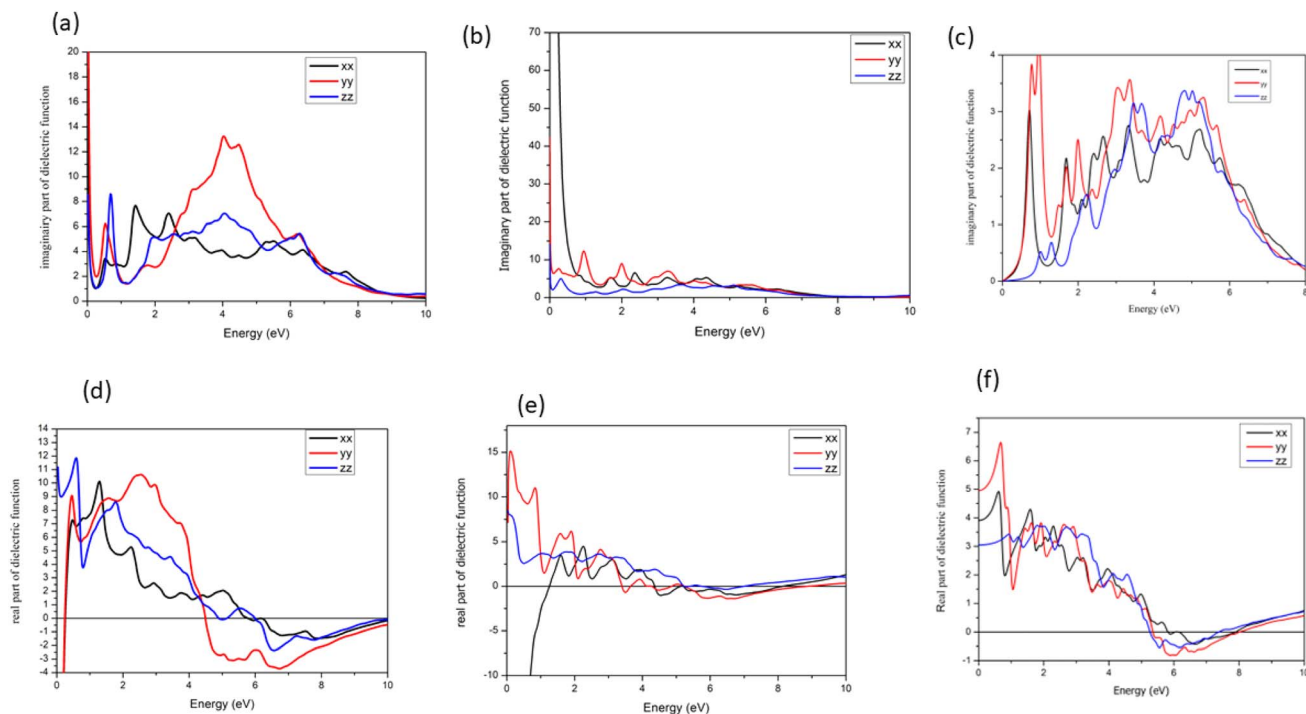 (a)
20
18
16
14
12
10
8
6
4
2
0
imaginairy part of dielectric function
xx
yy
zz
0 2 4 6 8 10
Energy (eV)
(b)
70
60
50
40
30
20
10
0
Imaginary part of dielectric function
xx
yy
zz
0 2 4 6 8 10
Energy (eV)
(c)
4
3
2
1
0
imaginary part of dielectric function
xx
yy
zz
0 2 4 6 8
Energy (eV)
(d)
14
13
12
11
10
9
8
7
6
5
4
3
2
1
0
-1
-2
-3
-4
real part of dielectric function
xx
yy
zz
0 2 4 6 8 10
Energy (eV)
(e)
15
10
5
0
-5
-10
real part of dielectric function
xx
yy
zz
0 2 4 6 8 10
Energy (eV)
(f)
7
6
5
4
3
2
1
0
-1
Real part of dielectric function
xx
yy
zz
0 2 4 6 8 10
Energy (eV)